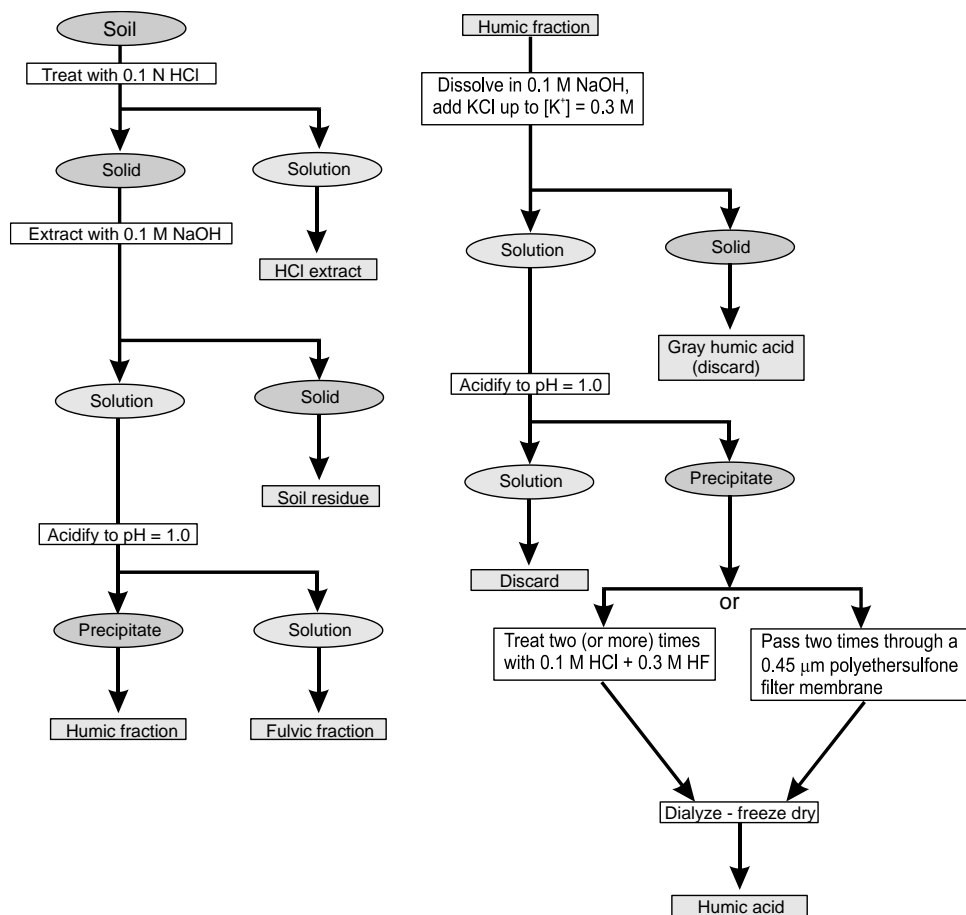 Soil
Treat with 0.1 N HCl
Solid
Solution
Extract with 0.1 M NaOH
HCl extract
Solution
Solid
Soil residue
Acidify to pH = 1.0
Precipitate
Solution
Humic fraction
Fulvic fraction
Humic fraction
Dissolve in 0.1 M NaOH,
add KCl up to [K⁺] = 0.3 M
Solution
Solid
Gray humic acid
(discard)
Acidify to pH = 1.0
Solution
Precipitate
Discard
or
Treat two (or more) times
with 0.1 M HCl + 0.3 M HF
Pass two times through a
0.45 μm polyethersulfone
filter membrane
Dialyze - freeze dry
Humic acid